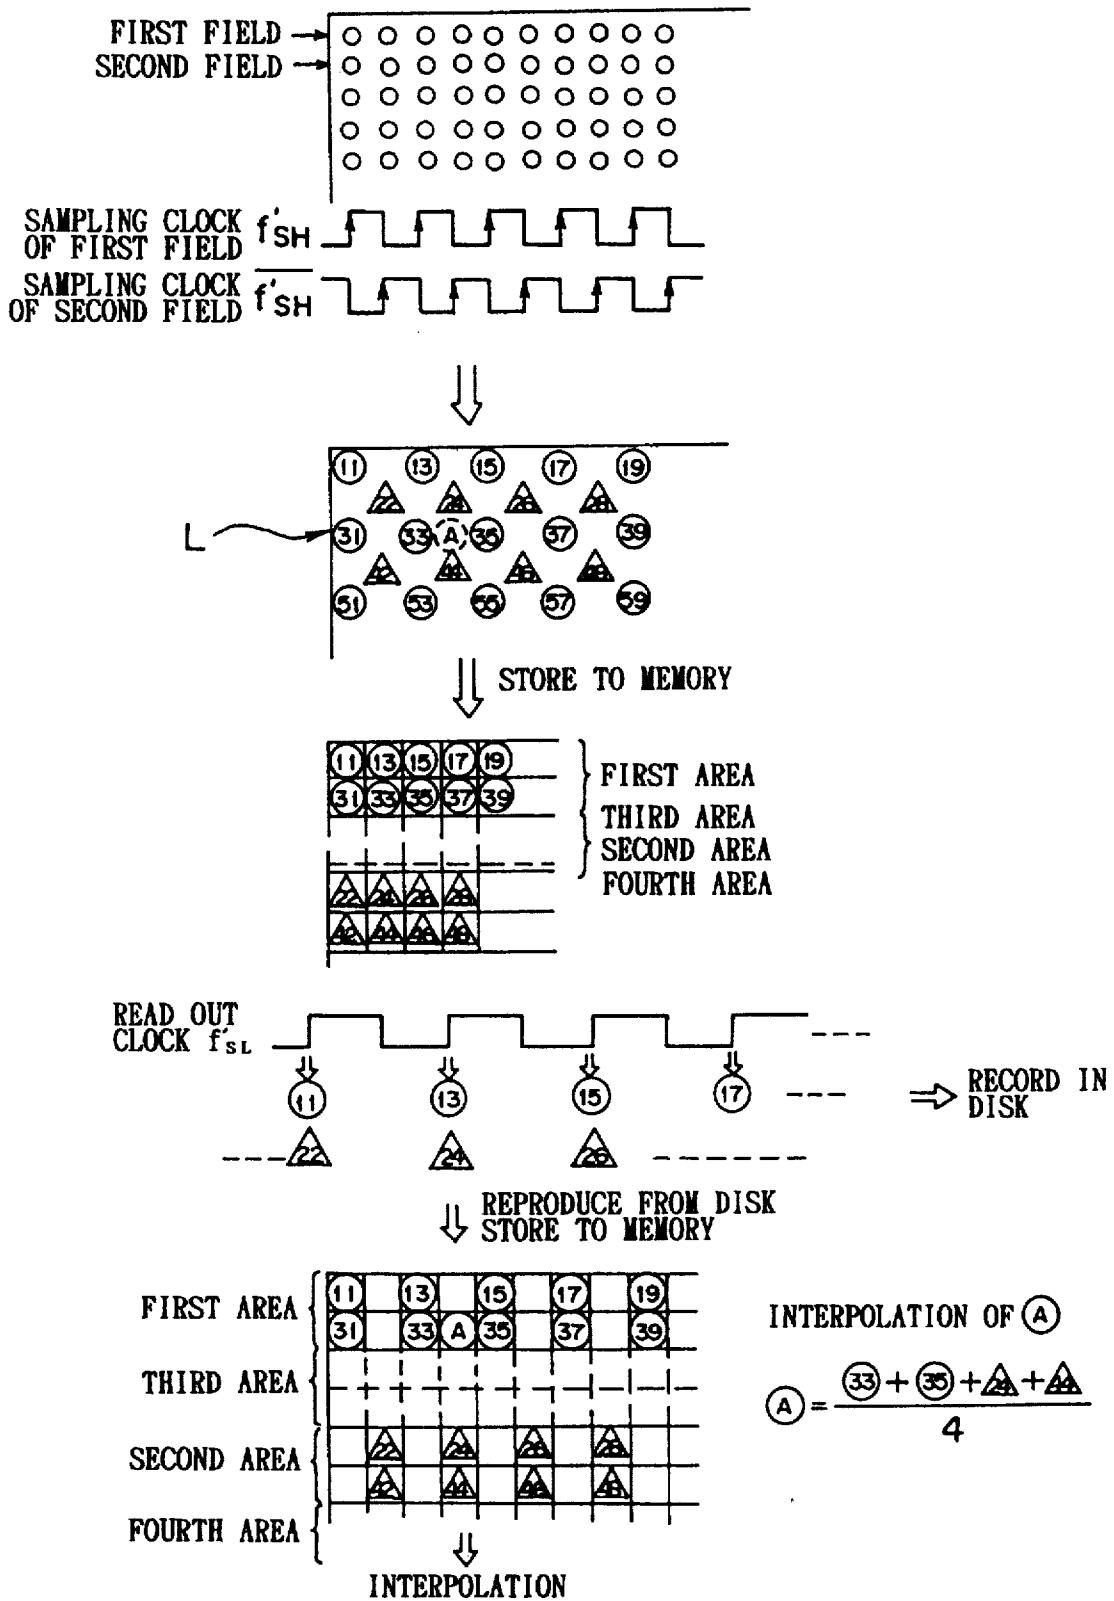 FIRST FIELD
SECOND FIELD
SAMPLING CLOCK
OF FIRST FIELD f'SH
SAMPLING CLOCK
OF SECOND FIELD f'SH
11 13 15 17 19
22 24 26 28
L
31 33 A 35 37 39
42 44 46 48
51 53 55 57 59
STORE TO MEMORY
11 13 15 17 19
FIRST AREA
31 33 35 37 39
THIRD AREA
SECOND AREA
FOURTH AREA
22 24 26 28
42 44 46 48
READ OUT
CLOCK f'SL
11 13 15 17
RECORD IN
DISK
22 24 26
REPRODUCE FROM DISK
STORE TO MEMORY
11 13 15 17 19
FIRST AREA
31 33 A 35 37 39
THIRD AREA
SECOND AREA
22 24 26 28
42 44 46 48
FOURTH AREA
INTERPOLATION
INTERPOLATION OF A
A = 33 + 35 + 24 + 44
4